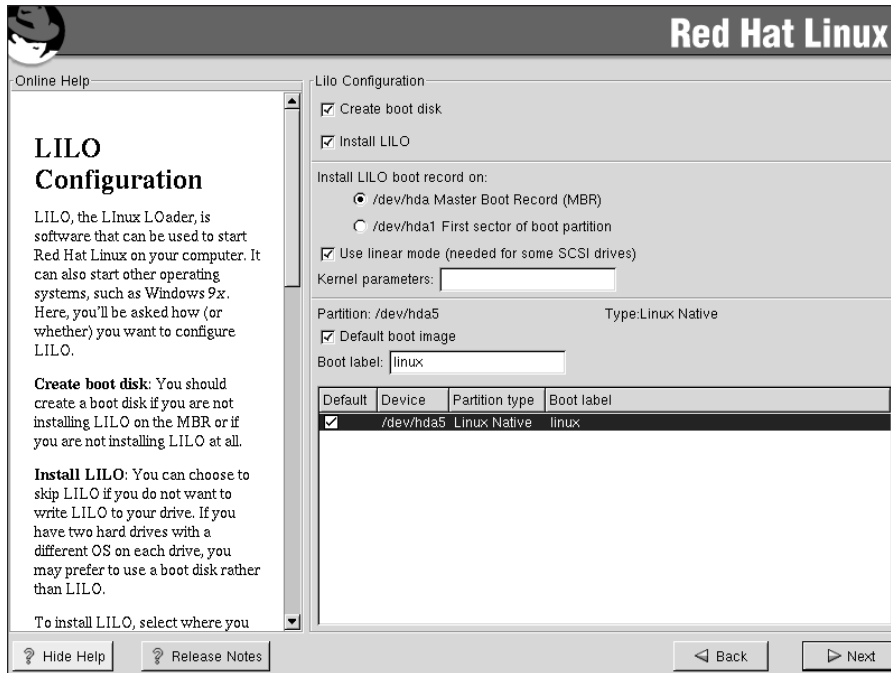 Red Hat Linux
Online Help
LILO
Configuration
LILO, the LInux LOader, is
software that can be used to start
Red Hat Linux on your computer. It
can also start other operating
systems, such as Windows 9x.
Here, you'll be asked how (or
whether) you want to configure
LILO.
Create boot disk: You should
create a boot disk if you are not
installing LILO on the MBR or if
you are not installing LILO at all.
Install LILO: You can choose to
skip LILO if you do not want to
write LILO to your drive. If you
have two hard drives with a
different OS on each drive, you
may prefer to use a boot disk rather
than LILO.
To install LILO, select where you
Lilo Configuration
Create boot disk
Install LILO
Install LILO boot record on:
/dev/hda Master Boot Record (MBR)
/dev/hda1 First sector of boot partition
Use linear mode (needed for some SCSI drives)
Kernel parameters:
Partition: /dev/hda5 Type:Linux Native
Default boot image
Boot label: linux
Default Device Partition type Boot label
/dev/hda5 Linux Native linux
? Hide Help ? Release Notes Back Next